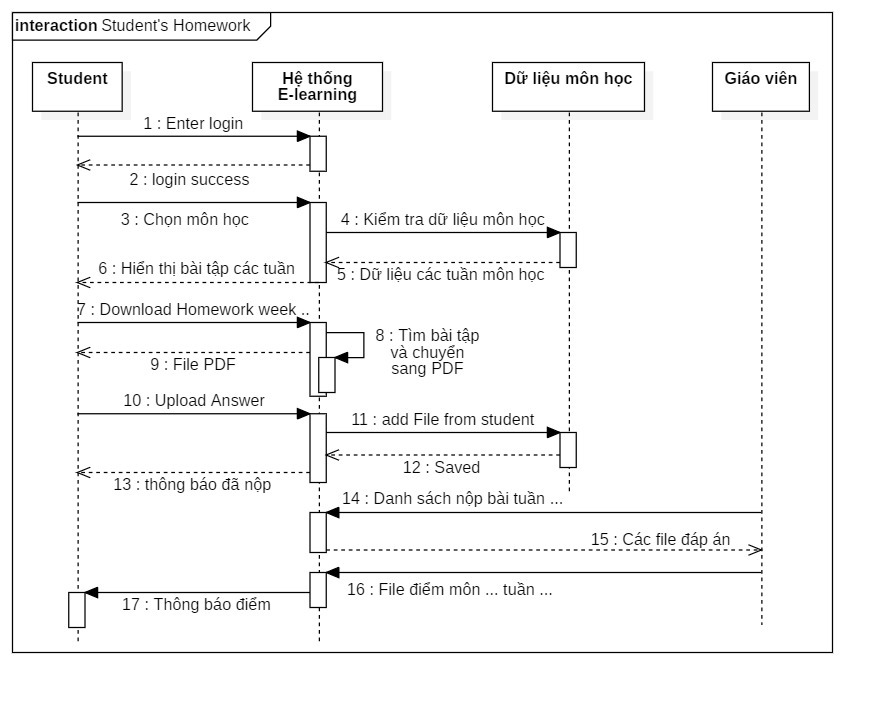 interaction Student's Homework
Student
Hệ thống
E-learning
Dữ liệu môn học
Giáo viên
1 : Enter login
2 : login success
3 : Chọn môn học
4 : Kiểm tra dữ liệu môn học
5 : Dữ liệu các tuần môn học
6 : Hiển thị bài tập các tuần
7 : Download Homework week ..
8 : Tìm bài tập
và chuyển
sang PDF
9 : File PDF
10 : Upload Answer
11 : add File from student
12 : Saved
13 : thông báo đã nộp
14 : Danh sách nộp bài tuần ...
15 : Các file đáp án
16 : File điểm môn ... tuần ...
17 : Thông báo điểm